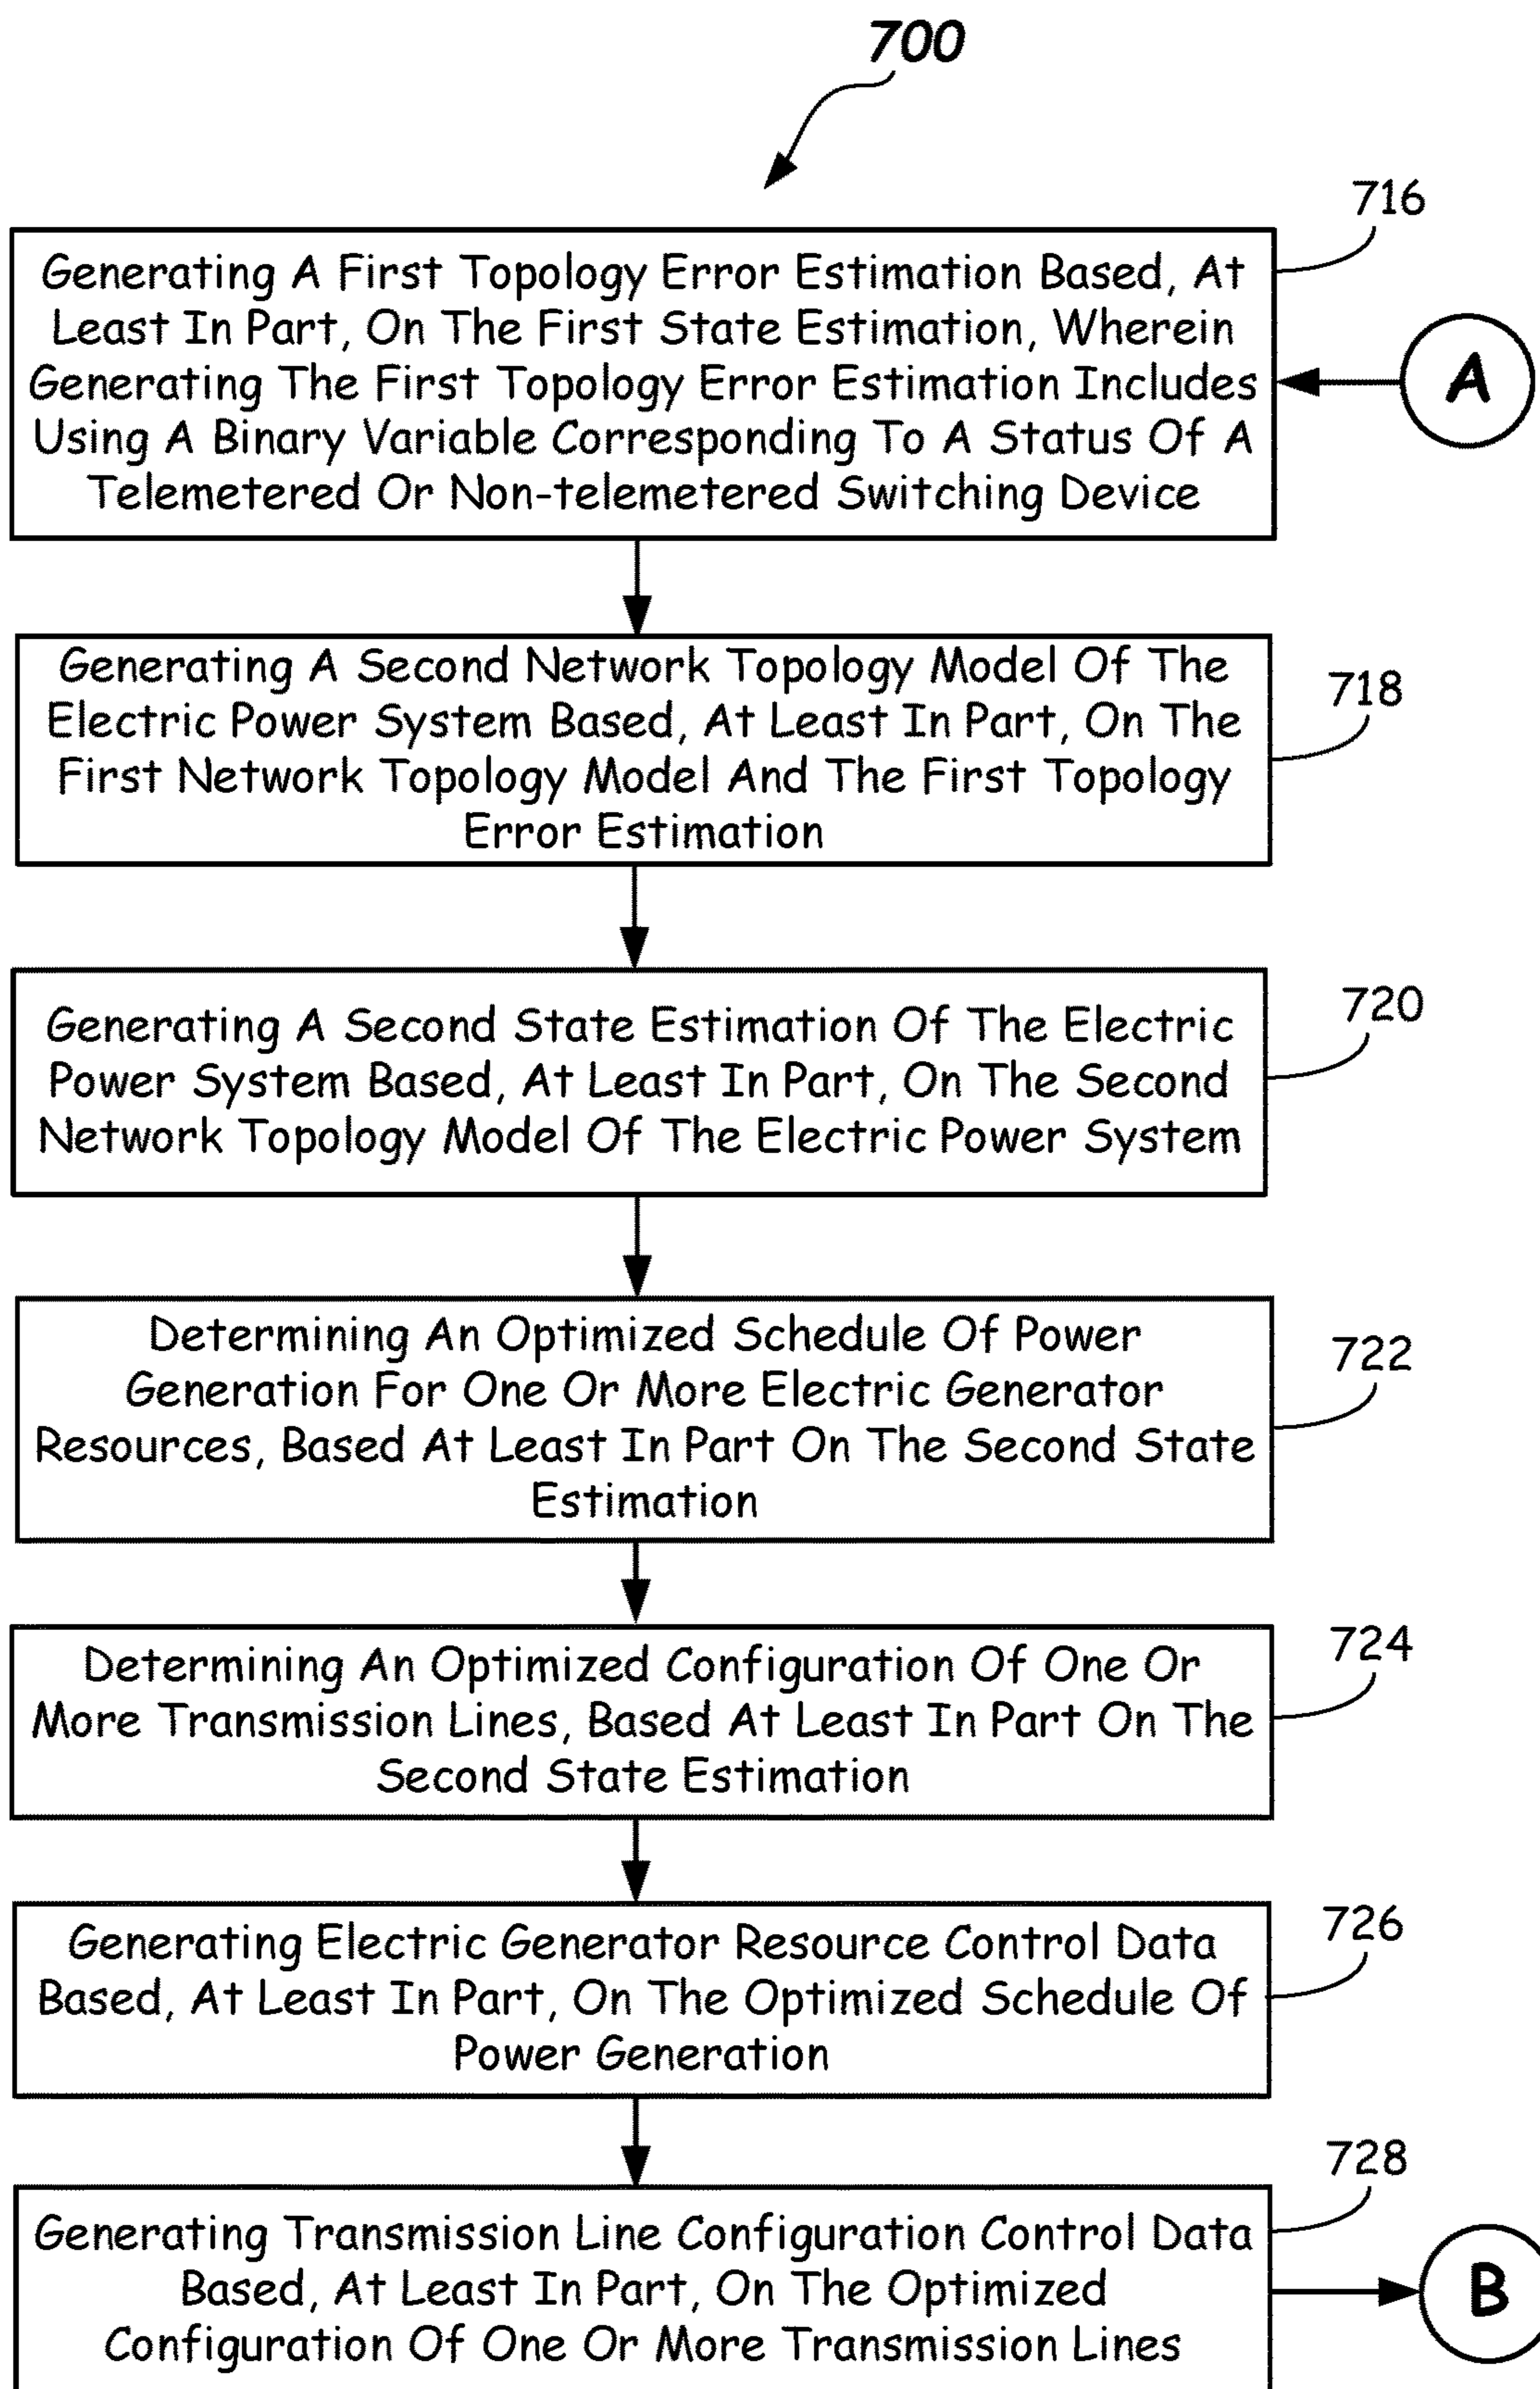 700
716
Generating A First Topology Error Estimation Based, At
Least In Part, On The First State Estimation, Wherein
Generating The First Topology Error Estimation Includes
Using A Binary Variable Corresponding To A Status Of A
Telemetered Or Non-telemetered Switching Device
A
718
Generating A Second Network Topology Model Of The
Electric Power System Based, At Least In Part, On The
First Network Topology Model And The First Topology
Error Estimation
720
Generating A Second State Estimation Of The Electric
Power System Based, At Least In Part, On The Second
Network Topology Model Of The Electric Power System
722
Determining An Optimized Schedule Of Power
Generation For One Or More Electric Generator
Resources, Based At Least In Part On The Second State
Estimation
724
Determining An Optimized Configuration Of One Or
More Transmission Lines, Based At Least In Part On The
Second State Estimation
726
Generating Electric Generator Resource Control Data
Based, At Least In Part, On The Optimized Schedule Of
Power Generation
728
Generating Transmission Line Configuration Control Data
Based, At Least In Part, On The Optimized
Configuration Of One Or More Transmission Lines
B